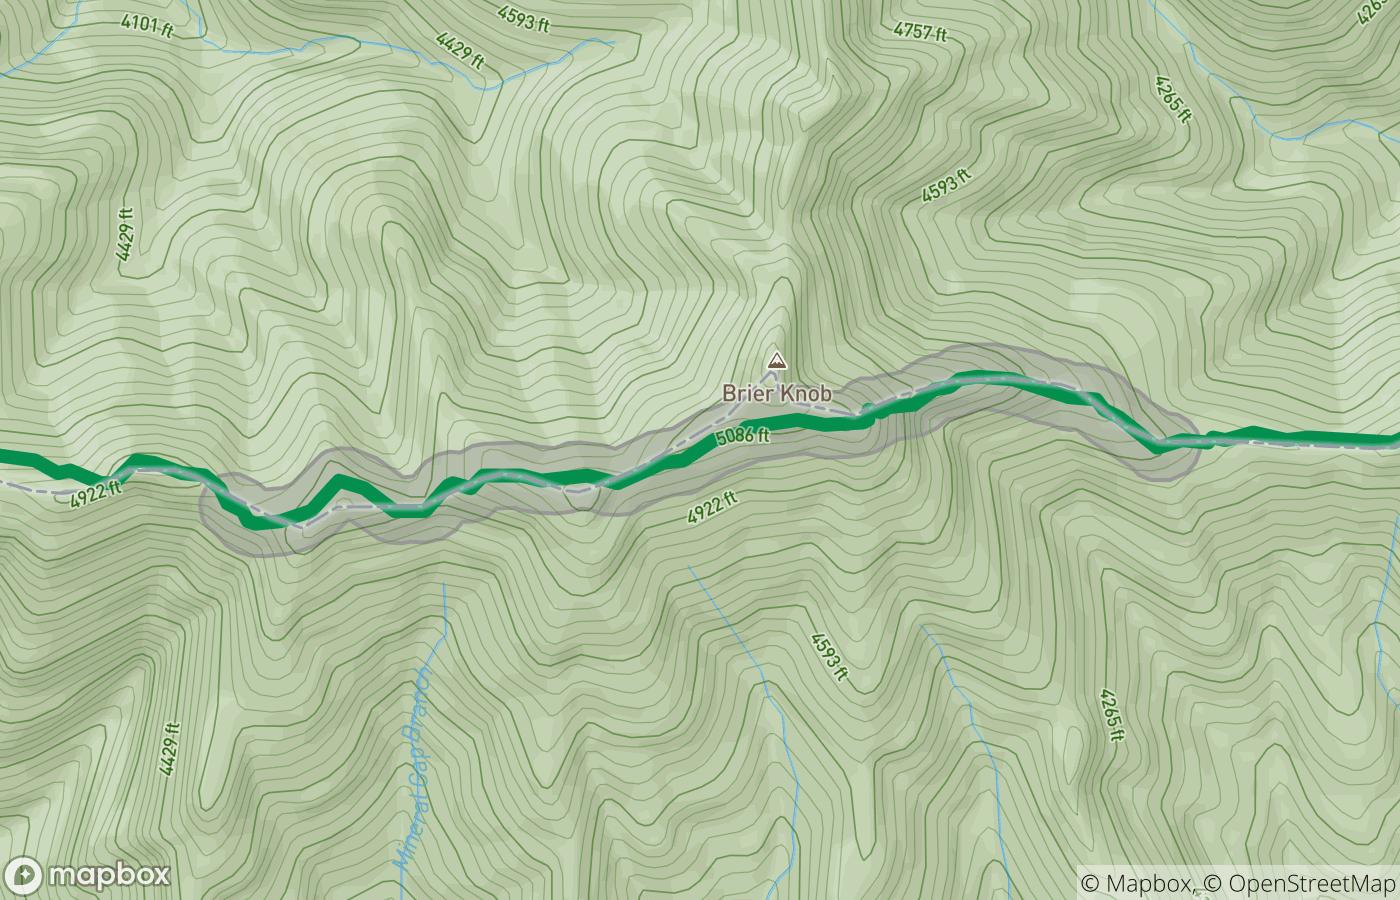 4101 ft
4593 ft
4429 ft
4757 ft
4265 ft
4593 ft
4429 ft
Brier Knob
5086 ft
4922 ft
4922 ft
4593 ft
4265 ft
4429 ft
Mineral Gap Branch
mapbox
© Mapbox, © OpenStreetMap